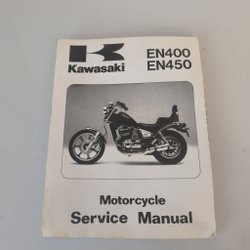 Kawasaki
EN400
EN450
Motorcycle
Service Manual